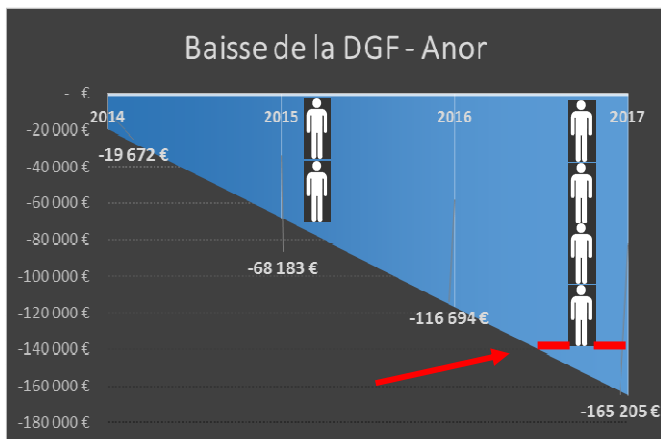 Baisse de la DGF - Anor
- €
2014 2015 2016 2017
-20 000 €
-19 672 €
-40 000 €
-60 000 €
-80 000 €
-68 183 €
-100 000 €
-120 000 €
-116 694 €
-140 000 €
-160 000 €
-165 205 €
-180 000 €